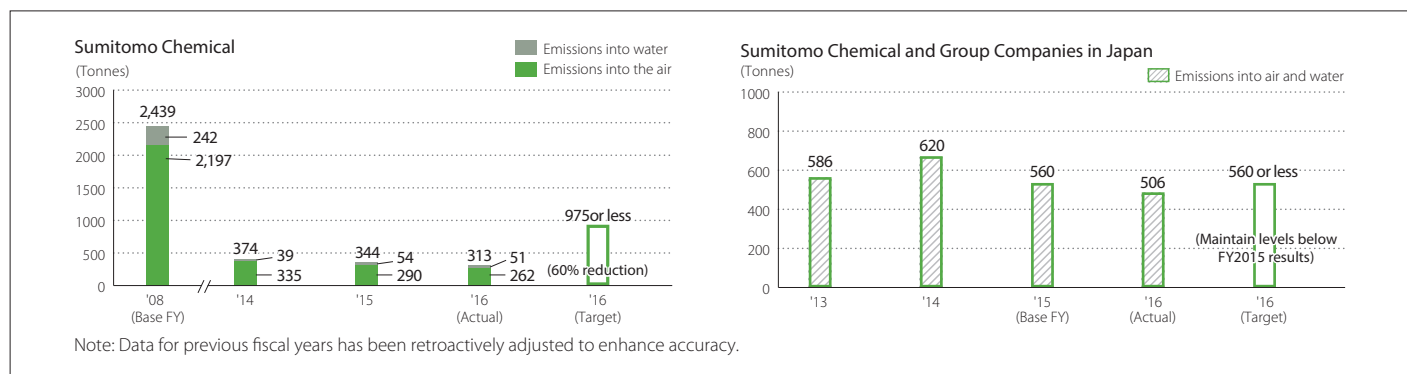 Sumitomo Chemical
(Tonnes)
Emissions into water
Emissions into the air
3000
2500
2000
1500
1000
500
0
2,439
242
2,197
374
39
335
344
54
290
313
51
262
975or less
(60% reduction)
'08
(Base FY)
'14
'15
'16
(Actual)
'16
(Target)
Sumitomo Chemical and Group Companies in Japan
(Tonnes)
Emissions into air and water
1000
800
600
400
200
0
586
620
560
506
560 or less
(Maintain levels below
FY2015 results)
'13
'14
'15
(Base FY)
'16
(Actual)
'16
(Target)
Note: Data for previous fiscal years has been retroactively adjusted to enhance accuracy.